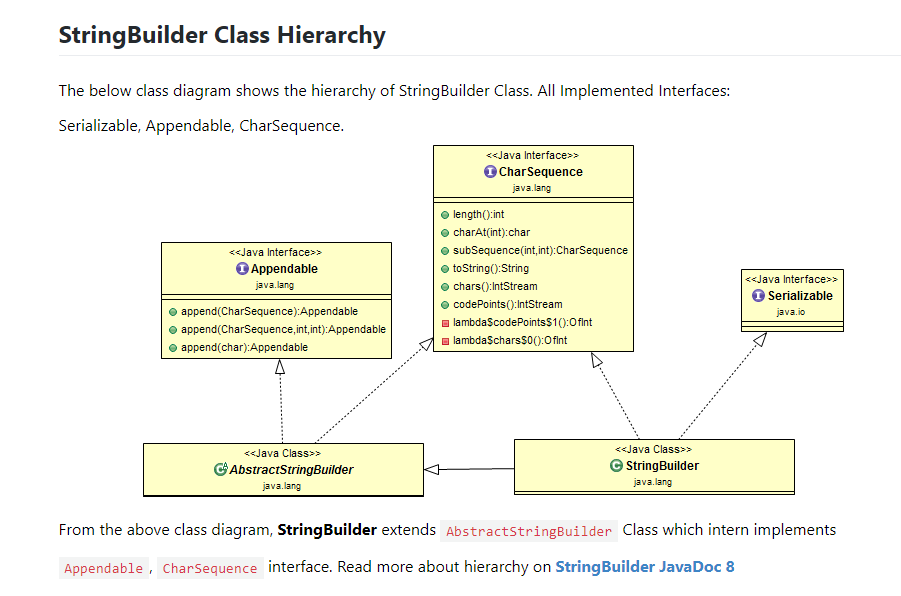 StringBuilder Class Hierarchy
The below class diagram shows the hierarchy of StringBuilder Class. All Implemented Interfaces:
Serializable, Appendable, CharSequence.
<<Java Interface>>
CharSequence
java.lang
length():int
charAt(int):char
subSequence(int,int):CharSequence
toString():String
chars():IntStream
codePoints():IntStream
lambda$codePoints$1():OfInt
lambda$chars$0():OfInt
<<Java Interface>>
Appendable
java.lang
append(CharSequence):Appendable
append(CharSequence,int,int):Appendable
append(char):Appendable
<<Java Interface>>
Serializable
java.io
<<Java Class>>
AbstractStringBuilder
java.lang
<<Java Class>>
StringBuilder
java.lang
From the above class diagram, StringBuilder extends AbstractStringBuilder Class which intern implements
Appendable , CharSequence interface. Read more about hierarchy on StringBuilder JavaDoc 8